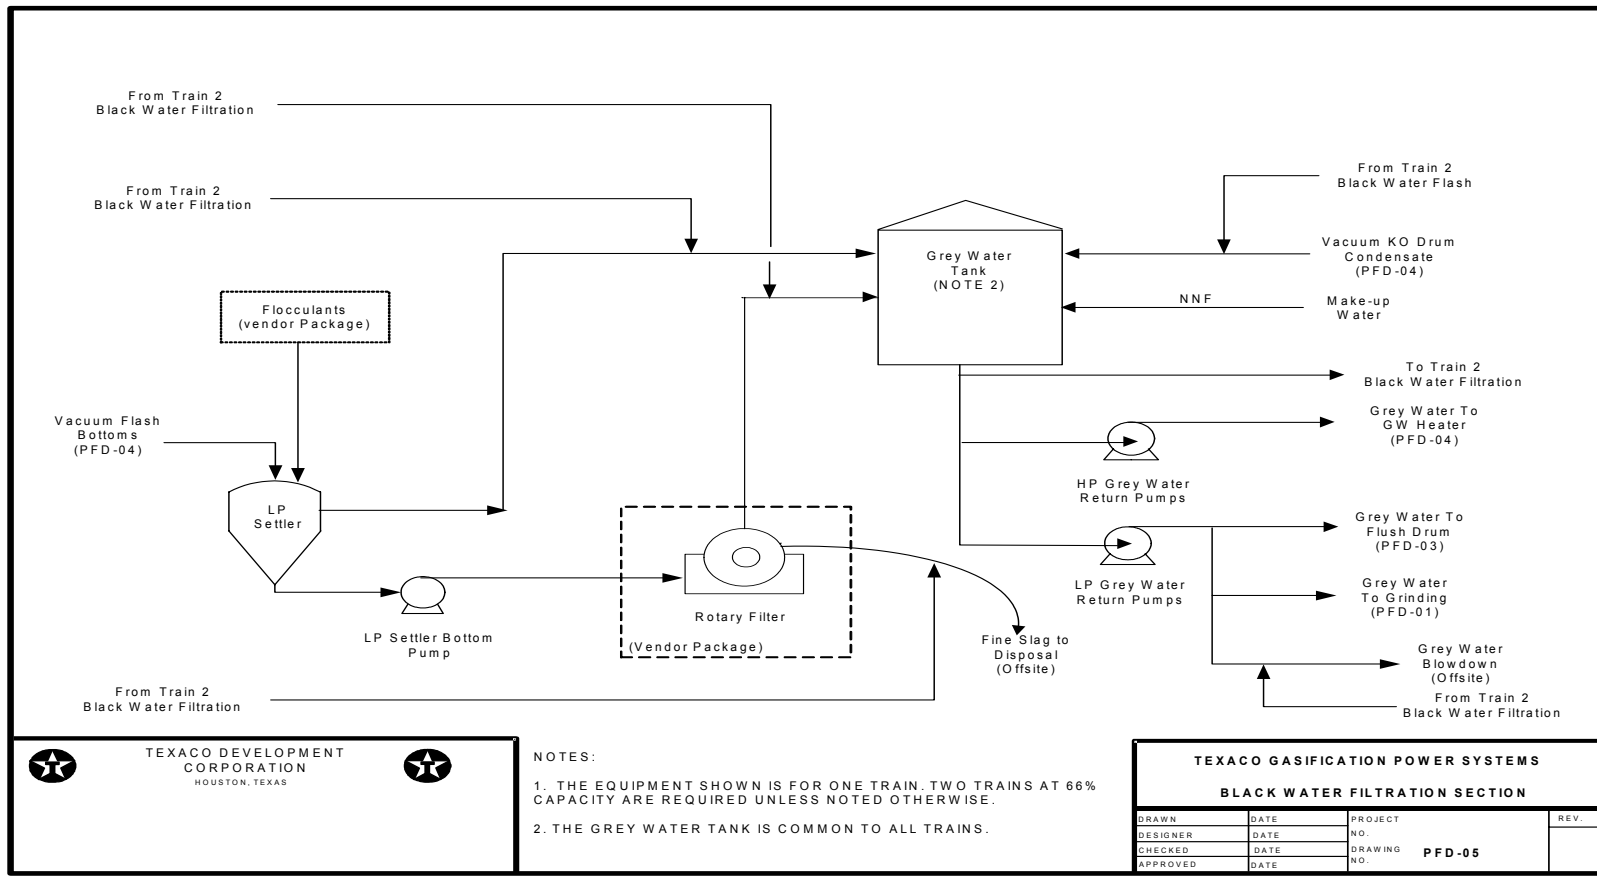 From Train 2
Black Water Filtration
From Train 2
Black Water Filtration
From Train 2
Black Water Flash
Grey Water
Tank
(NOTE 2)
Vacuum KO Drum
Condensate
(PFD-04)
Flocculants
(vendor Package)
NNF
Make-up
Water
To Train 2
Black Water Filtration
Vacuum Flash
Bottoms
(PFD-04)
Grey Water To
GW Heater
(PFD-04)
HP Grey Water
Return Pumps
LP
Settler
Grey Water To
Flush Drum
(PFD-03)
LP Grey Water
Return Pumps
Grey Water
To Grinding
(PFD-01)
Rotary Filter
(Vendor Package)
LP Settler Bottom
Pump
Fine Slag to
Disposal
(Offsite)
Grey Water
Blowdown
(Offsite)
From Train 2
Black Water Filtration
From Train 2
Black Water Filtration
TEXACO DEVELOPMENT
CORPORATION
HOUSTON, TEXAS
NOTES:
1. THE EQUIPMENT SHOWN IS FOR ONE TRAIN. TWO TRAINS AT 66%
CAPACITY ARE REQUIRED UNLESS NOTED OTHERWISE.
2. THE GREY WATER TANK IS COMMON TO ALL TRAINS.
TEXACO GASIFICATION POWER SYSTEMS
BLACK WATER FILTRATION SECTION
DRAWN DATE
DESIGNER DATE
CHECKED DATE
APPROVED DATE
PROJECT
NO.
DRAWING
NO.
PFD-05
REV.